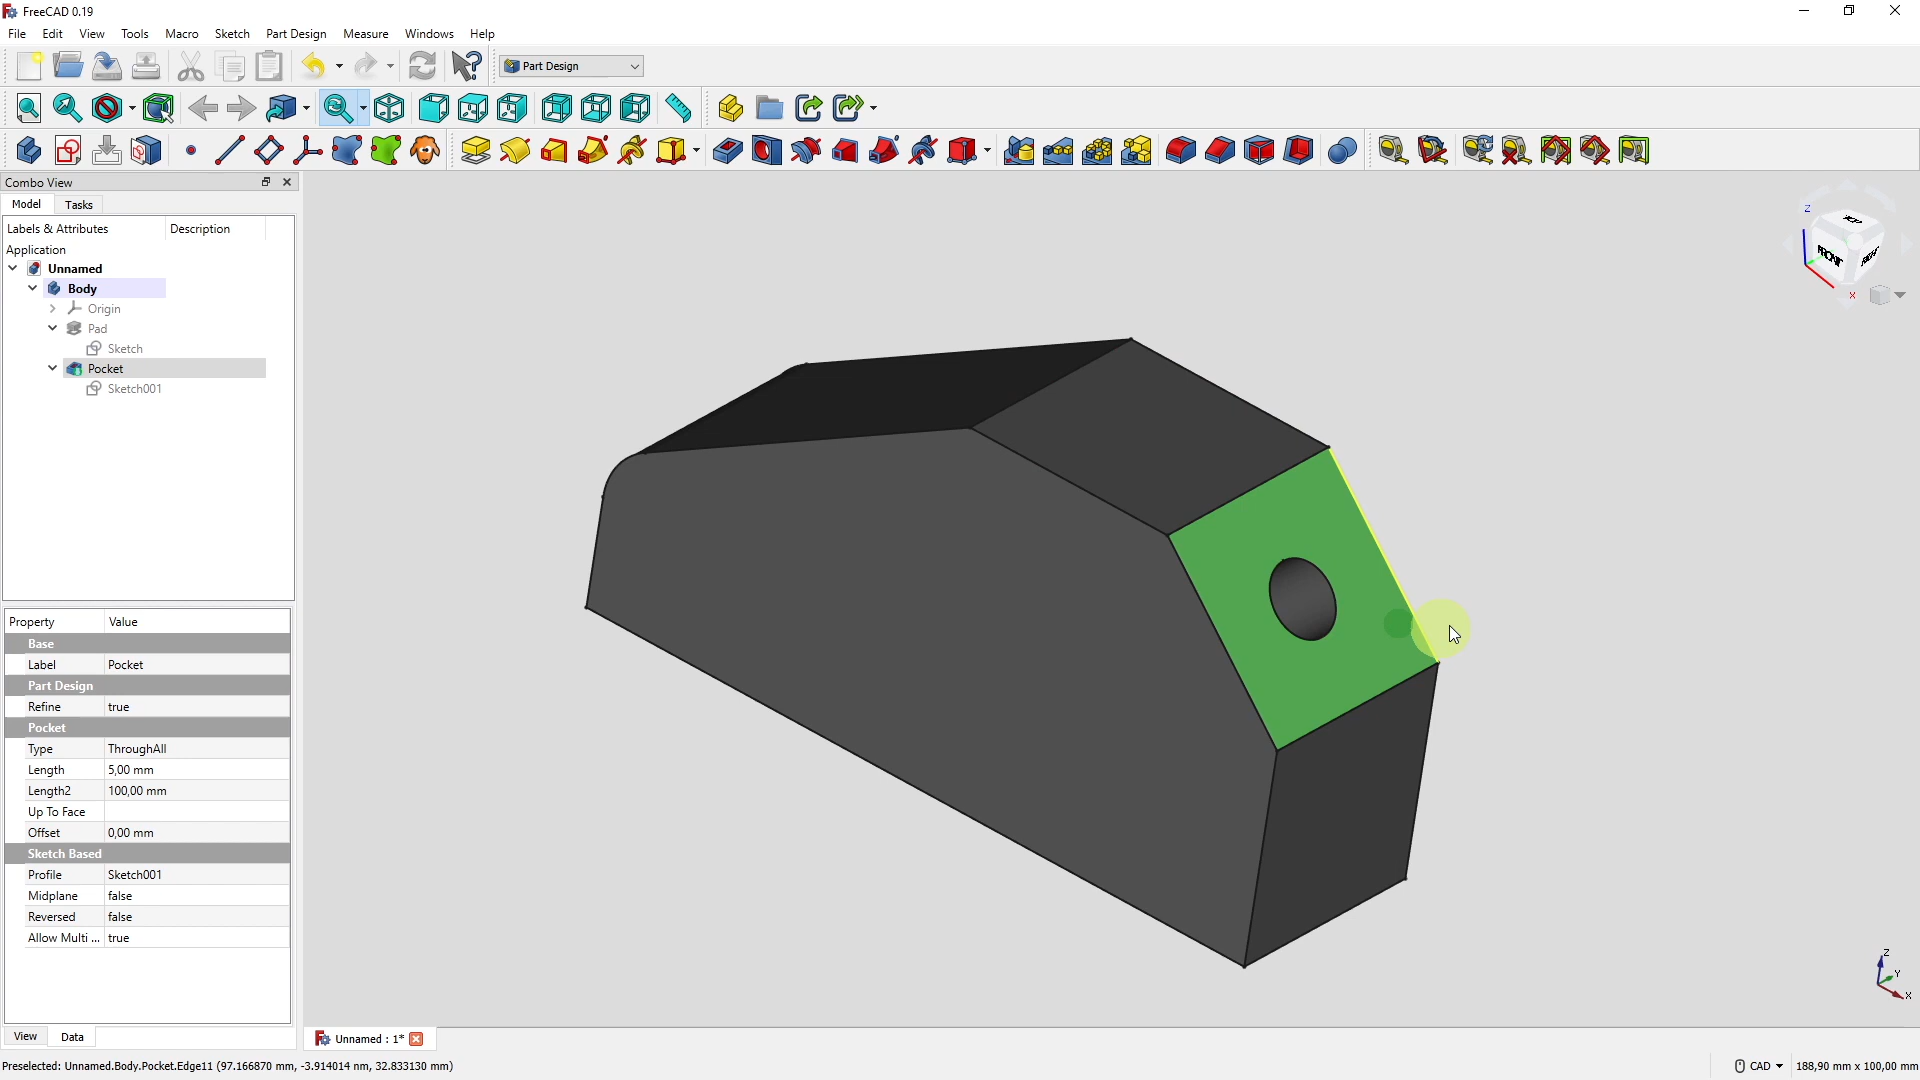 FreeCAD 0.19
File Edit View Tools Macro Sketch Part Design Measure Windows Help
Part Design
Combo View
Model Tasks
Labels & Attributes Description
Application
Unnamed
Body
Origin
Pad
Sketch
Pocket
Sketch001
Property Value
Base
Label Pocket
Part Design
Refine true
Pocket
Type ThroughAll
Length 5,00 mm
Length2 100,00 mm
Up To Face
Offset 0,00 mm
Sketch Based
Profile Sketch001
Midplane false
Reversed false
Allow Multi ... true
View Data
Z
TOP
FRONT
RIGHT
X
Z
Y
X
Unnamed : 1*
Preselected: Unnamed.Body.Pocket.Edge11 (97.166870 mm, -3.914014 nm, 32.833130 mm)
CAD
188,90 mm x 100,00 mm